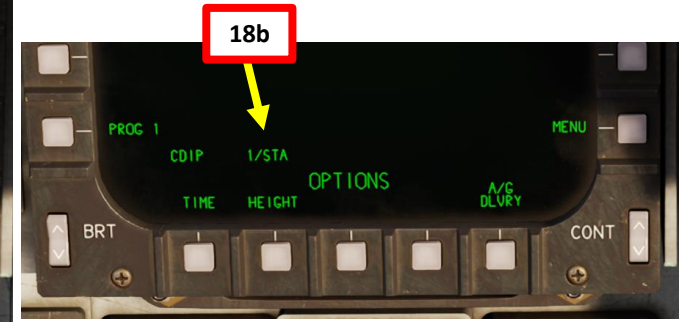 18b
PROG 1
MENU
CDIP 1/STA
OPTIONS
TIME HEIGHT A/G DLVRY
BRT CONT